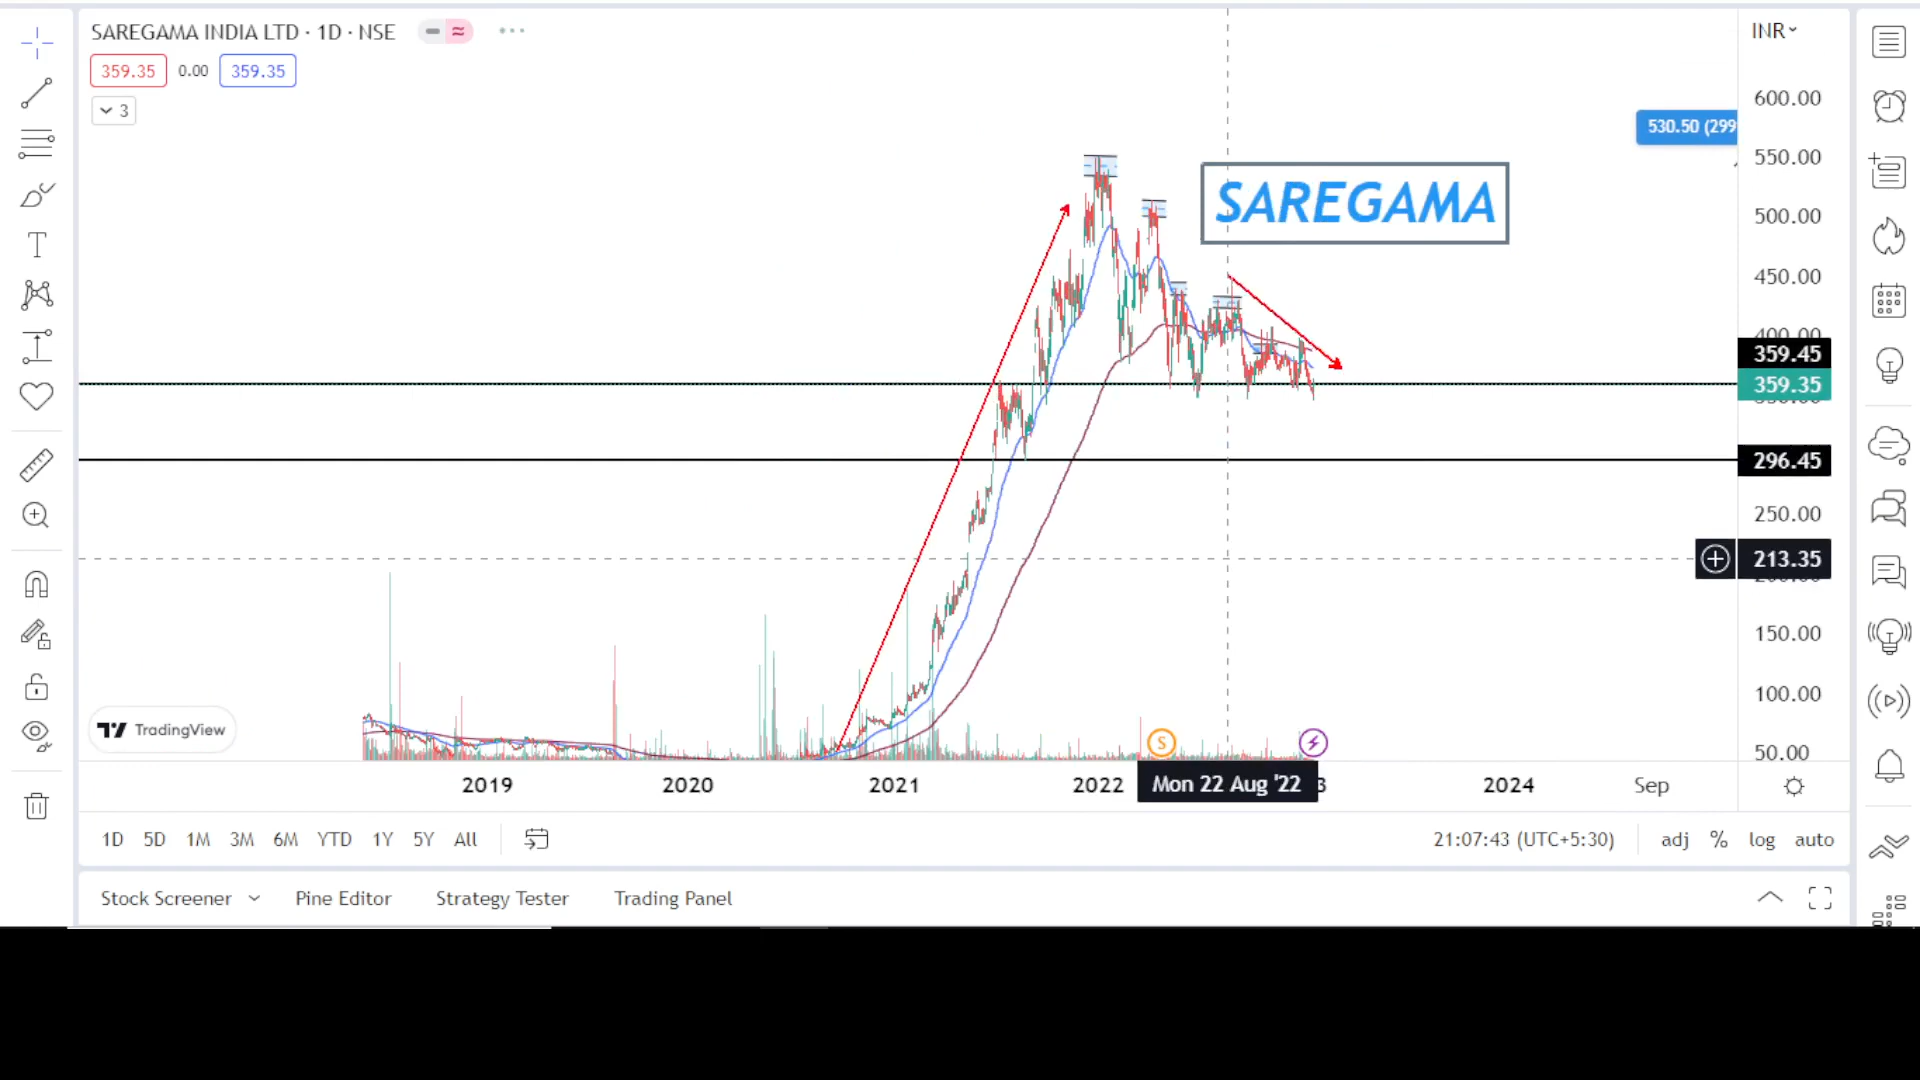 SAREGAMA INDIA LTD · 1D · NSE
INR
359.35 0.00 359.35
3
600.00
530.50 (299
550.00
SAREGAMA
500.00
450.00
400.00
359.45
359.35
296.45
250.00
213.35
150.00
100.00
TradingView
S
50.00
2019 2020 2021 2022 Mon 22 Aug '22 3 2024 Sep
1D 5D 1M 3M 6M YTD 1Y 5Y All 21:07:43 (UTC+5:30) adj % log auto
Stock Screener Pine Editor Strategy Tester Trading Panel